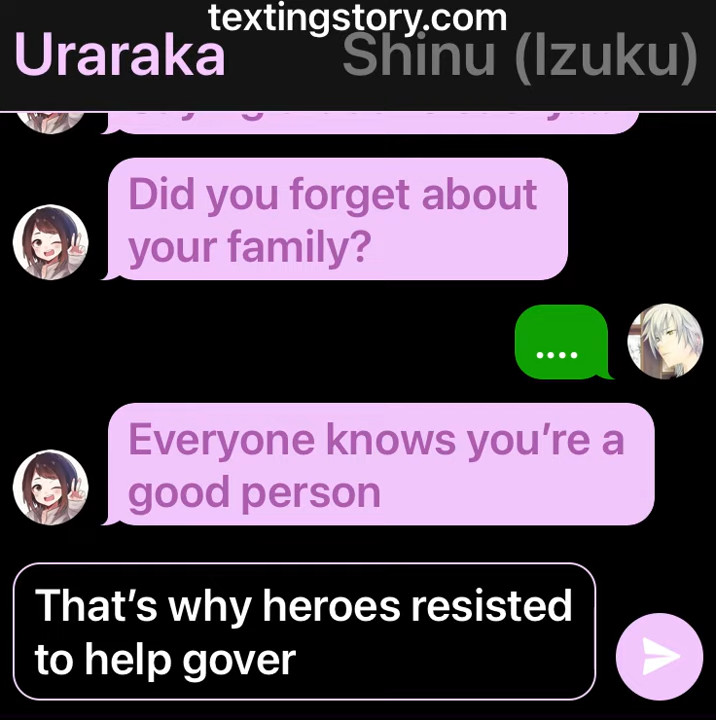 textingstory.com
Uraraka Shinu (Izuku)
Did you forget about
your family?
....
Everyone knows you’re a
good person
That’s why heroes resisted
to help gover